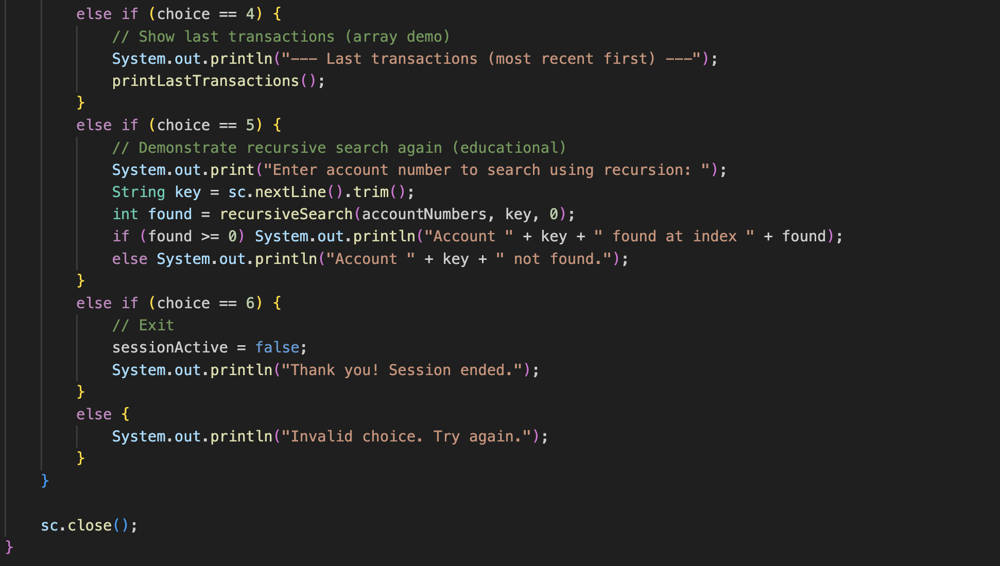 else if (choice == 4) {
// Show last transactions (array demo)
System.out.println("--- Last transactions (most recent first) ---");
printLastTransactions();
}
else if (choice == 5) {
// Demonstrate recursive search again (educational)
System.out.print("Enter account number to search using recursion: ");
String key = sc.nextLine().trim();
int found = recursiveSearch(accountNumbers, key, 0);
if (found >= 0) System.out.println("Account " + key + " found at index " + found);
else System.out.println("Account " + key + " not found.");
}
else if (choice == 6) {
// Exit
sessionActive = false;
System.out.println("Thank you! Session ended.");
}
else {
System.out.println("Invalid choice. Try again.");
}
}
sc.close();
}